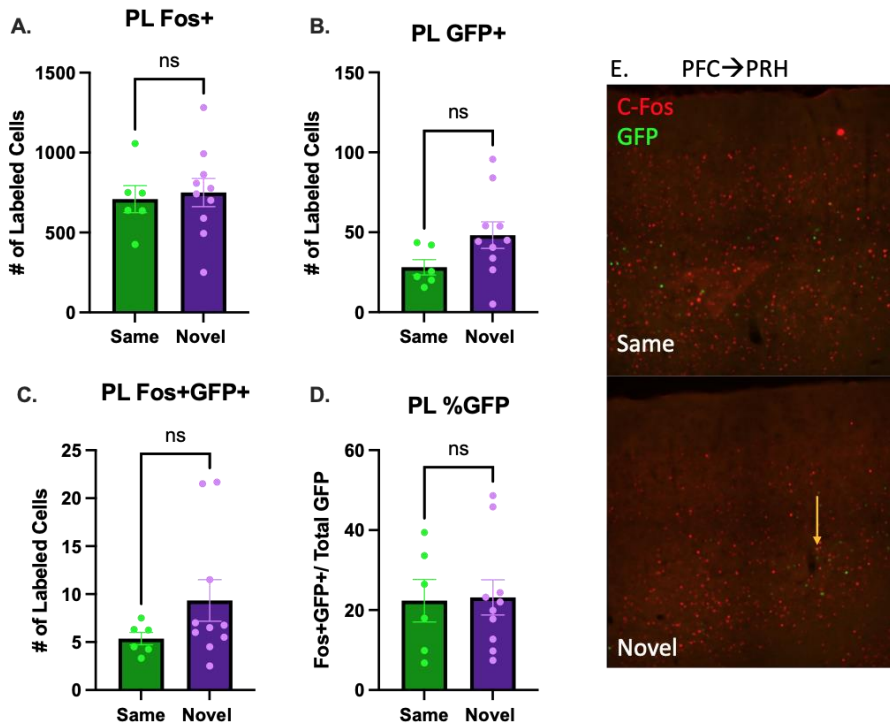 A.
PL Fos+
ns
# of Labeled Cells
1500
1000
500
0
Same
Novel
B.
PL GFP+
ns
# of Labeled Cells
150
100
50
0
Same
Novel
C.
PL Fos+GFP+
ns
# of Labeled Cells
25
20
15
10
5
0
Same
Novel
D.
PL %GFP
ns
Fos+GFP+/ Total GFP
60
40
20
0
Same
Novel
E.
PFC→PRH
C-Fos
GFP
Same
Novel